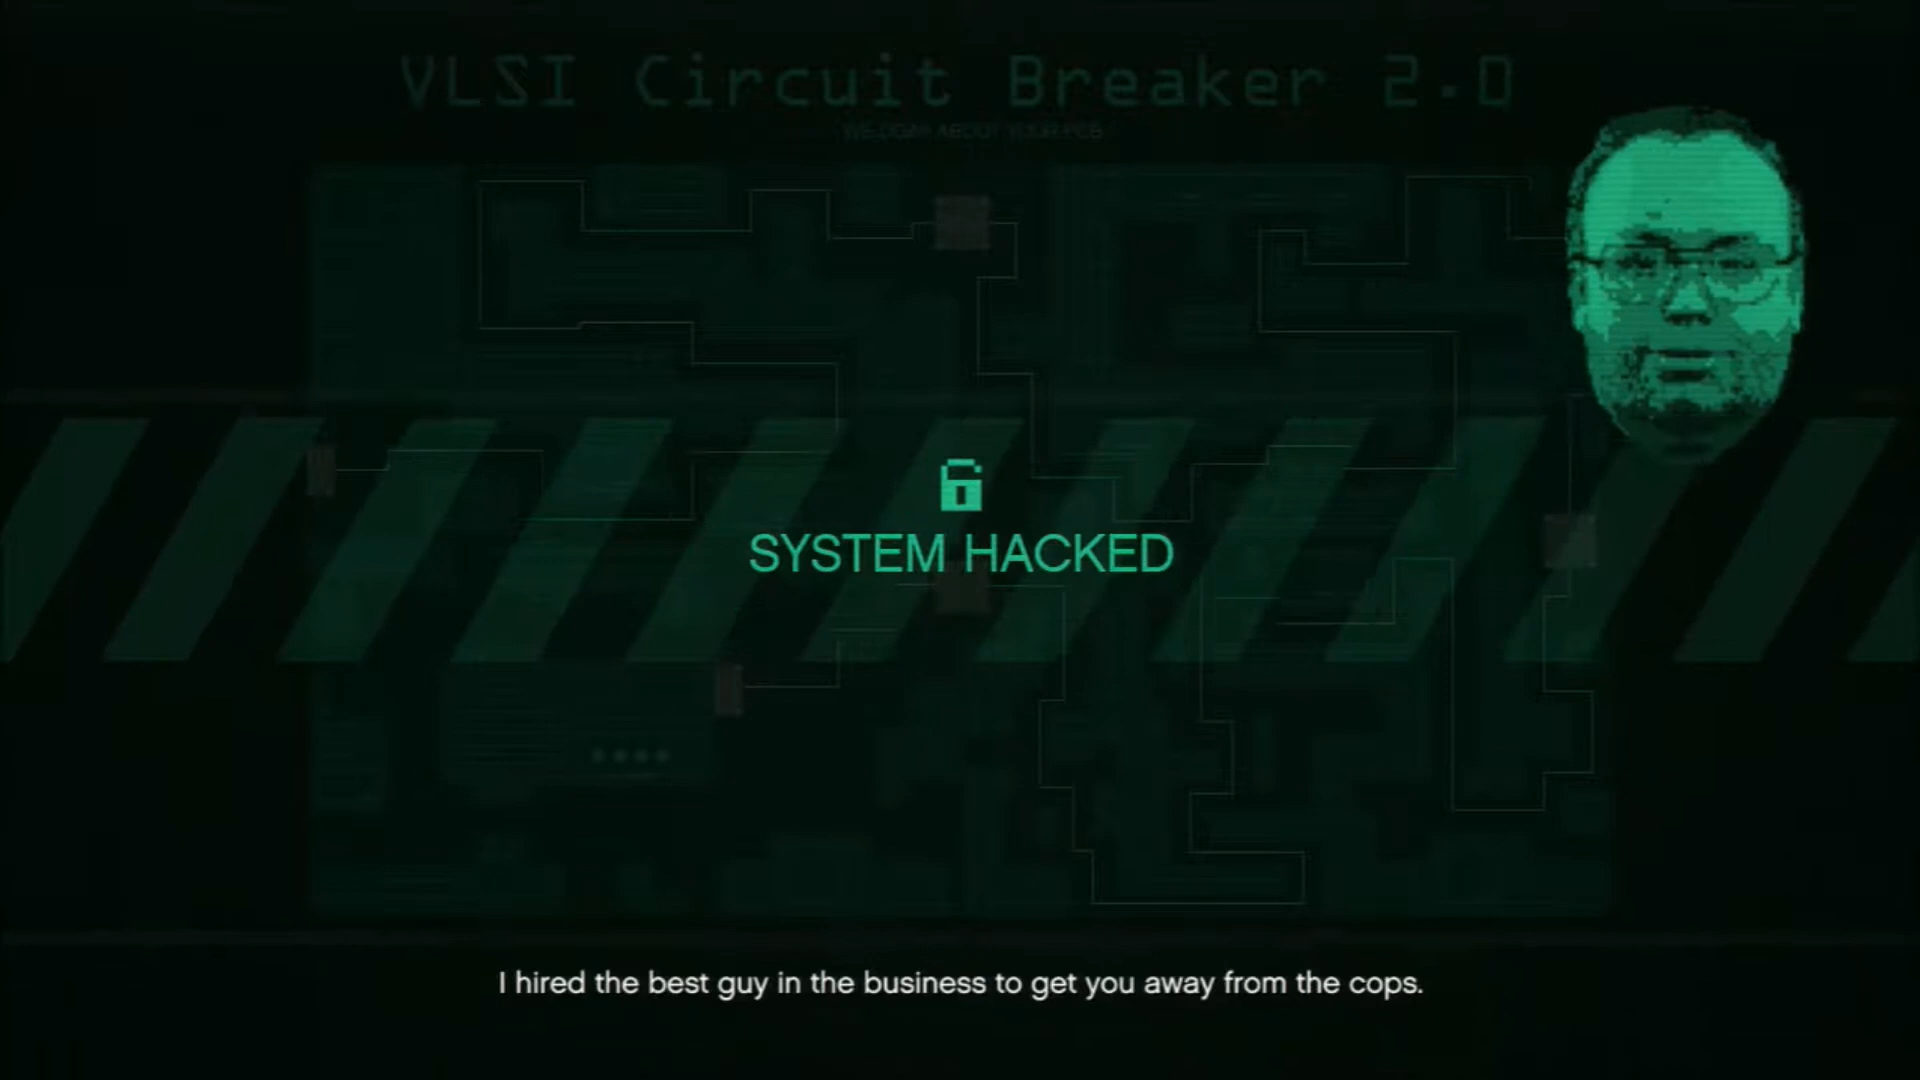 VLSI Circuit Breaker 2.0
SYSTEM HACKED
I hired the best guy in the business to get you away from the cops.